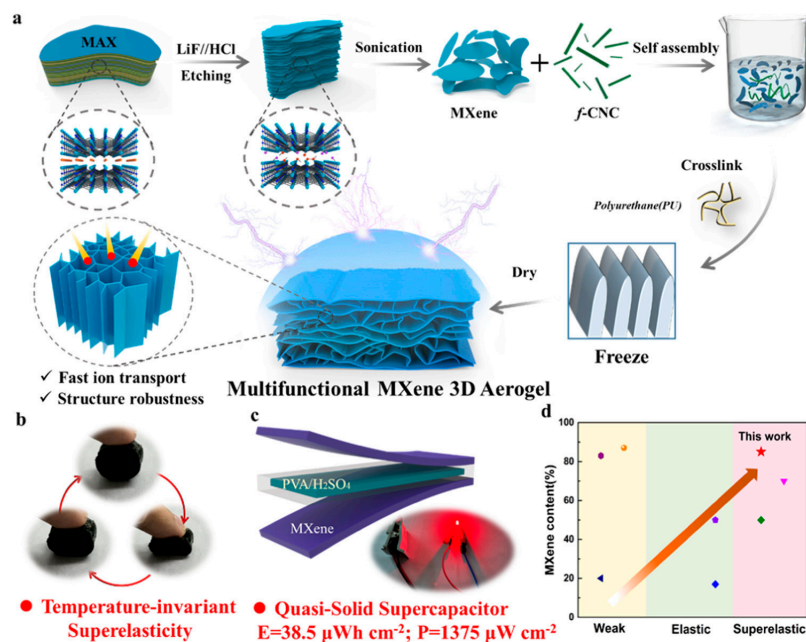 a
MAX
LiF//HCl
Etching
Sonication
MXene
+
f-CNC
Self assembly
Crosslink
Polyurethane(PU)
Freeze
Dry
✓ Fast ion transport
✓ Structure robustness
Multifunctional MXene 3D Aerogel
b
● Temperature-invariant
Superelasticity
c
PVA/H₂SO₄
MXene
● Quasi-Solid Supercapacitor
E=38.5 μWh cm⁻²; P=1375 μW cm⁻²
d
MXene content(%)
100
80
60
40
20
0
This work
Weak
Elastic
Superelastic